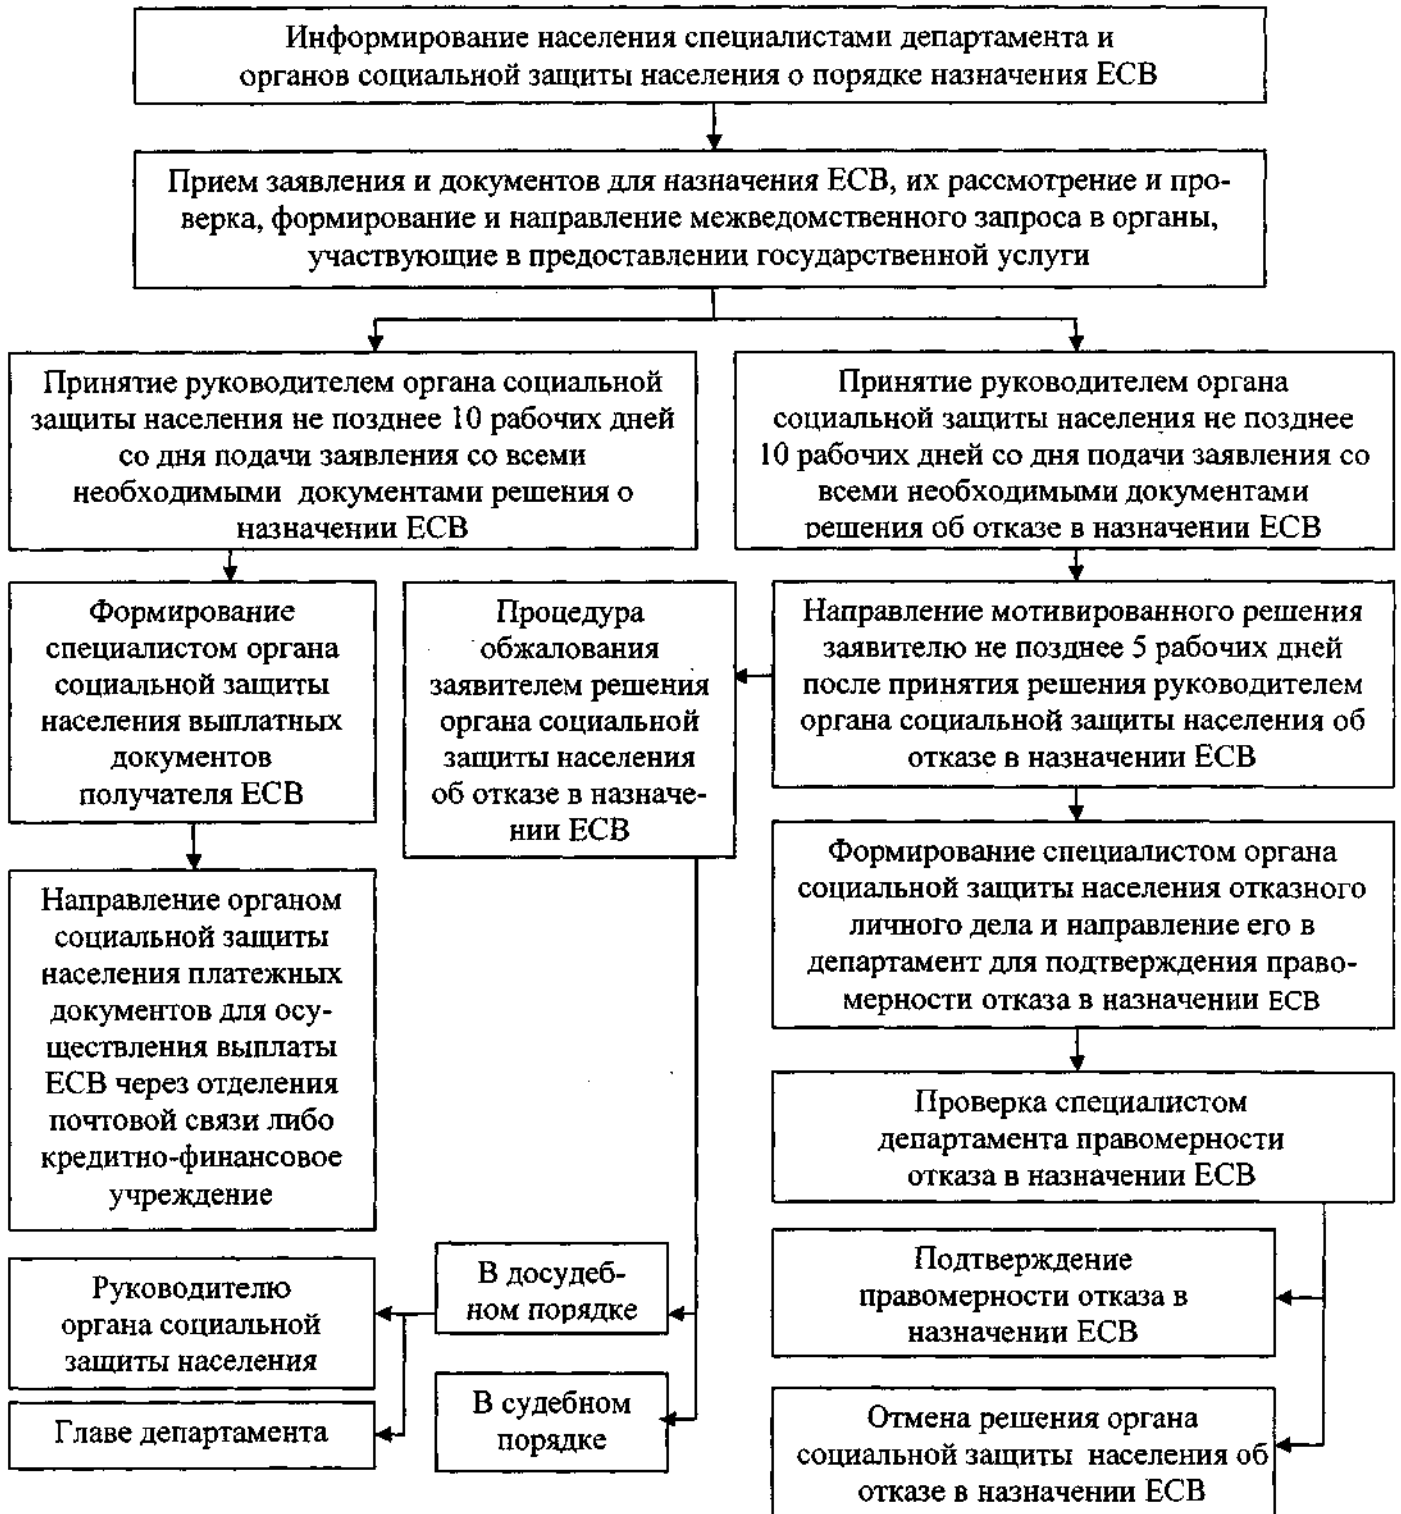 Информирование населения специалистами департамента и
органов социальной защиты населения о порядке назначения ЕСВ
Прием заявления и документов для назначения ЕСВ, их рассмотрение и про-
верка, формирование и направление межведомственного запроса в органы,
участвующие в предоставлении государственной услуги
Принятие руководителем органа социальной
защиты населения не позднее 10 рабочих дней
со дня подачи заявления со всеми
необходимыми документами решения о
назначении ЕСВ
Принятие руководителем органа
социальной защиты населения не позднее
10 рабочих дней со дня подачи заявления со
всеми необходимыми документами
решения об отказе в назначении ЕСВ
Формирование
специалистом органа
социальной защиты
населения выплатных
документов
получателя ЕСВ
Процедура
обжалования
заявителем решения
органа социальной
защиты населения
об отказе в назначе-
нии ЕСВ
Направление мотивированного решения
заявителю не позднее 5 рабочих дней
после принятия решения руководителем
органа социальной защиты населения об
отказе в назначении ЕСВ
Направление органом
социальной защиты
населения платежных
документов для осу-
ществления выплаты
ЕСВ через отделения
почтовой связи либо
кредитно-финансовое
учреждение
Формирование специалистом органа
социальной защиты населения отказного
личного дела и направление его в
департамент для подтверждения право-
мерности отказа в назначении ЕСВ
Проверка специалистом
департамента правомерности
отказа в назначении ЕСВ
Руководителю
органа социальной
защиты населения
В досудеб-
ном порядке
Подтверждение
правомерности отказа в
назначении ЕСВ
Главе департамента
В судебном
порядке
Отмена решения органа
социальной защиты населения об
отказе в назначении ЕСВ